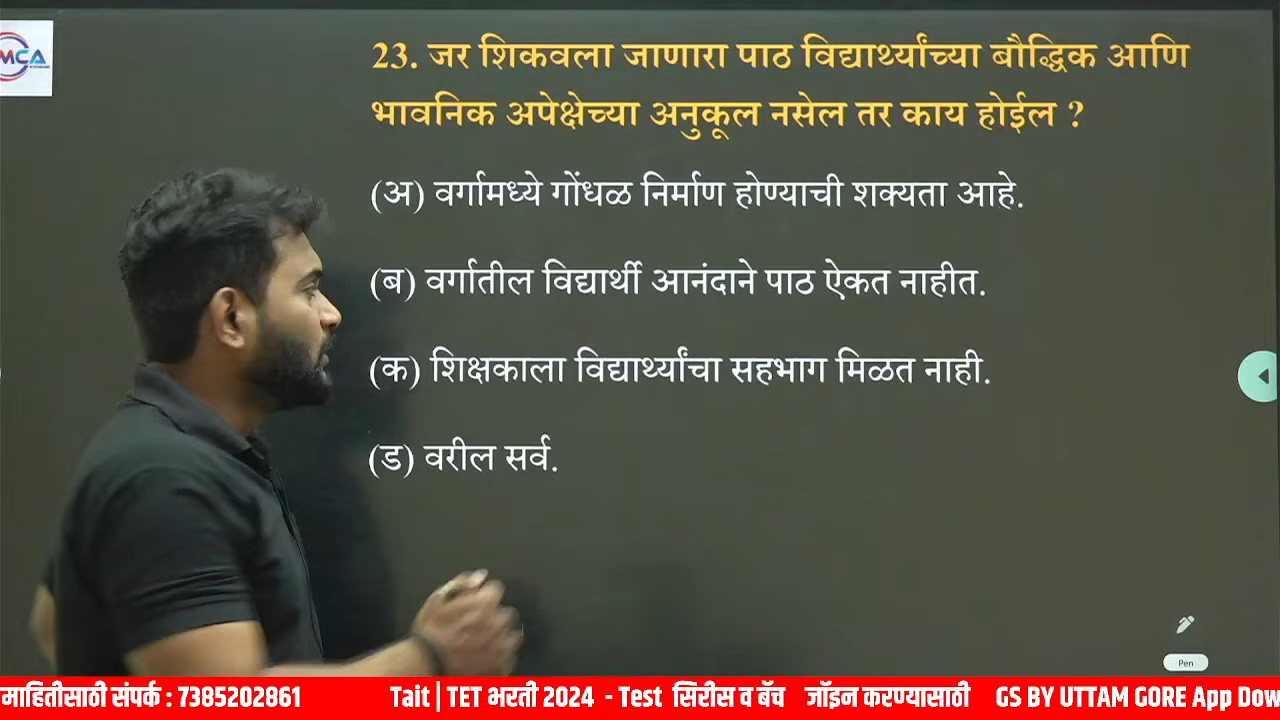 MCA
23. जर शिकवला जाणारा पाठ विद्यार्थ्यांच्या बौद्धिक आणि
भावनिक अपेक्षेच्या अनुकूल नसेल तर काय होईल ?
(अ) वर्गामध्ये गोंधळ निर्माण होण्याची शक्यता आहे.
(ब) वर्गातील विद्यार्थी आनंदाने पाठ ऐकत नाहीत.
(क) शिक्षकाला विद्यार्थ्यांचा सहभाग मिळत नाही.
(ड) वरील सर्व.
Pen
माहितीसाठी संपर्क : 7385202861 Tait | TET भरती 2024 - Test सिरीस व बॅच जॉइन करण्यासाठी GS BY UTTAM GORE App Dow